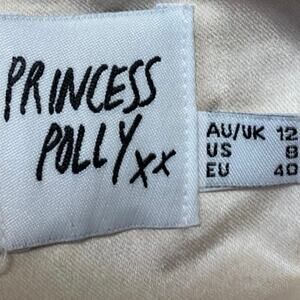 PRINCESS
POLLY xx
AU/UK 12
US 8
EU 40